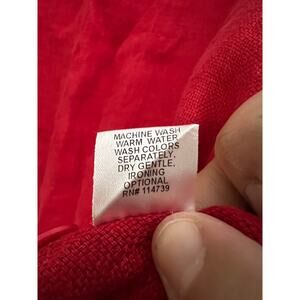 MACHINE WASH
WARM WATER
WASH COLORS
SEPARATELY,
DRY GENTLE,
IRONING
OPTIONAL
RN# 114739